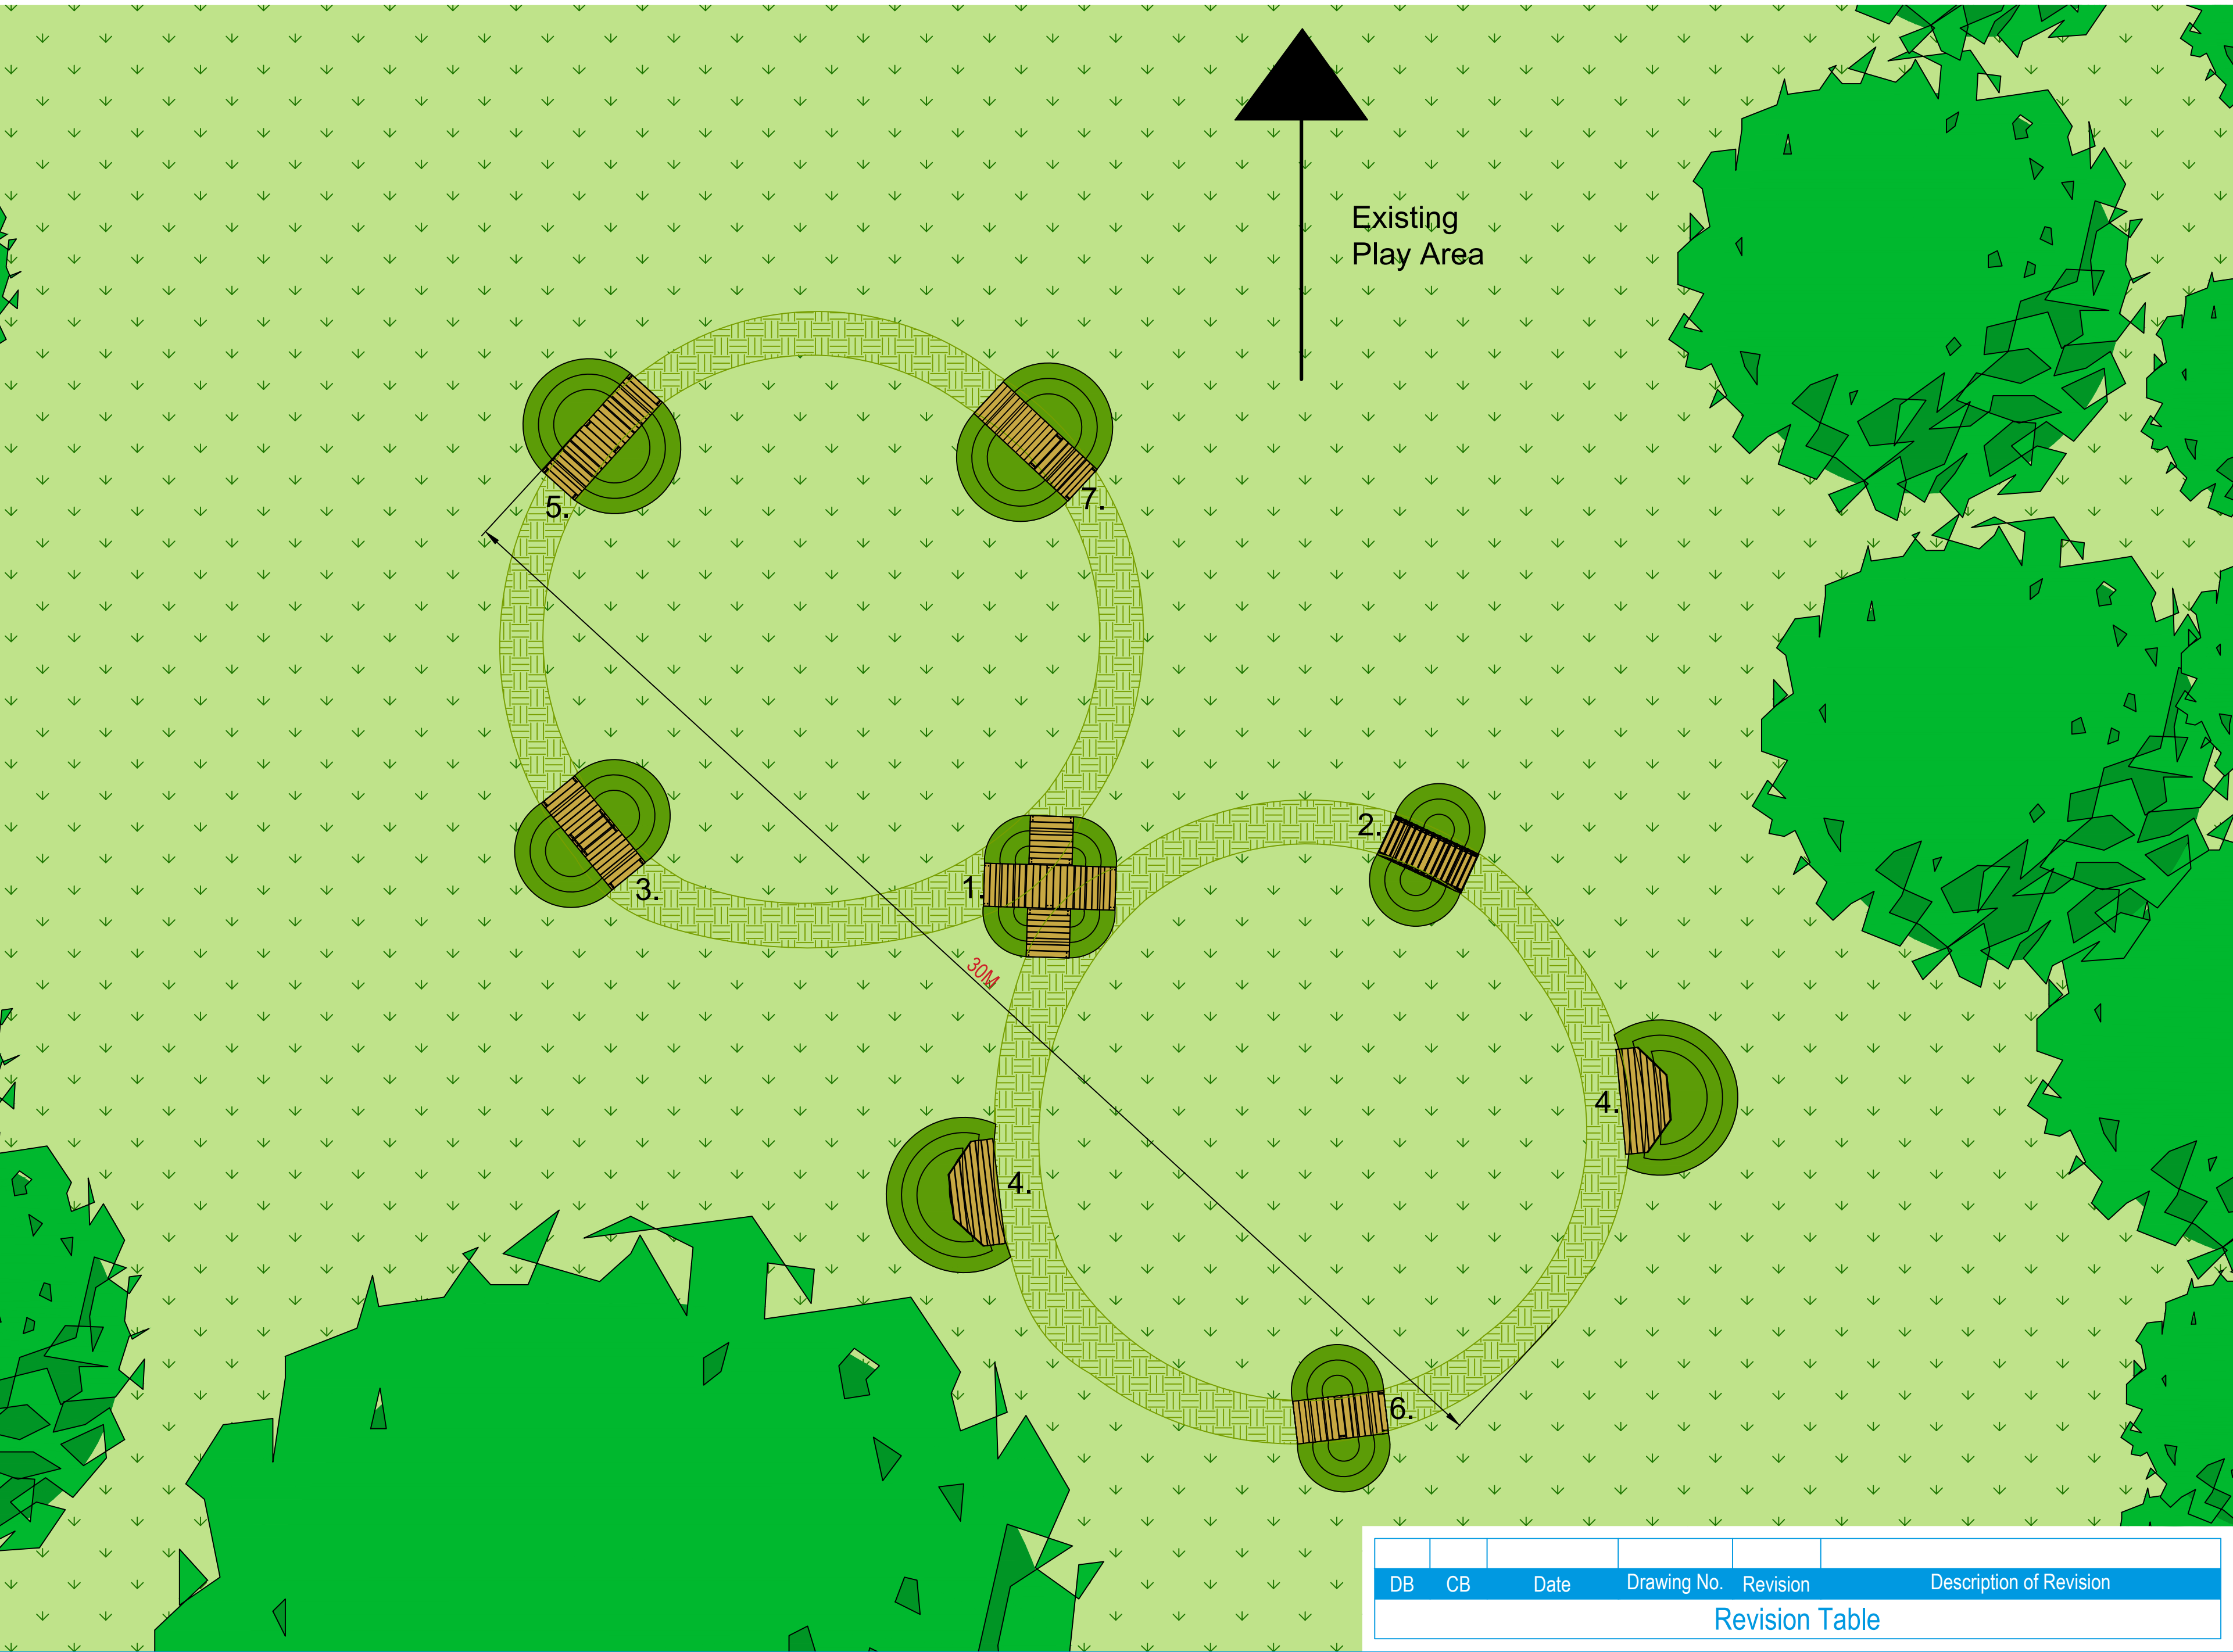 Existing
Play Area
5.
7.
2.
3.
1.
30M
4.
4.
6.
DB CB Date Drawing No. Revision Description of Revision
Revision Table